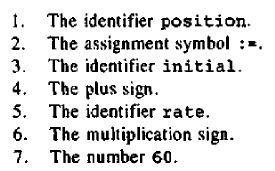 1. The identifier position.
2. The assignment symbol :=.
3. The identifier initial.
4. The plus sign.
5. The identifier rate.
6. The multiplication sign.
7. The number 60.